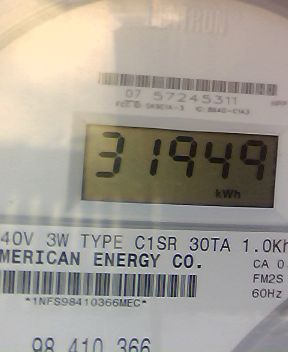 07 57245311
31949
kWh
40V 3W TYPE C1SR 30TA 1.0Kh
MERICAN ENERGY CO.
CA 0
FM2S
*1NFS98410366MEC*
60Hz
98 410 366